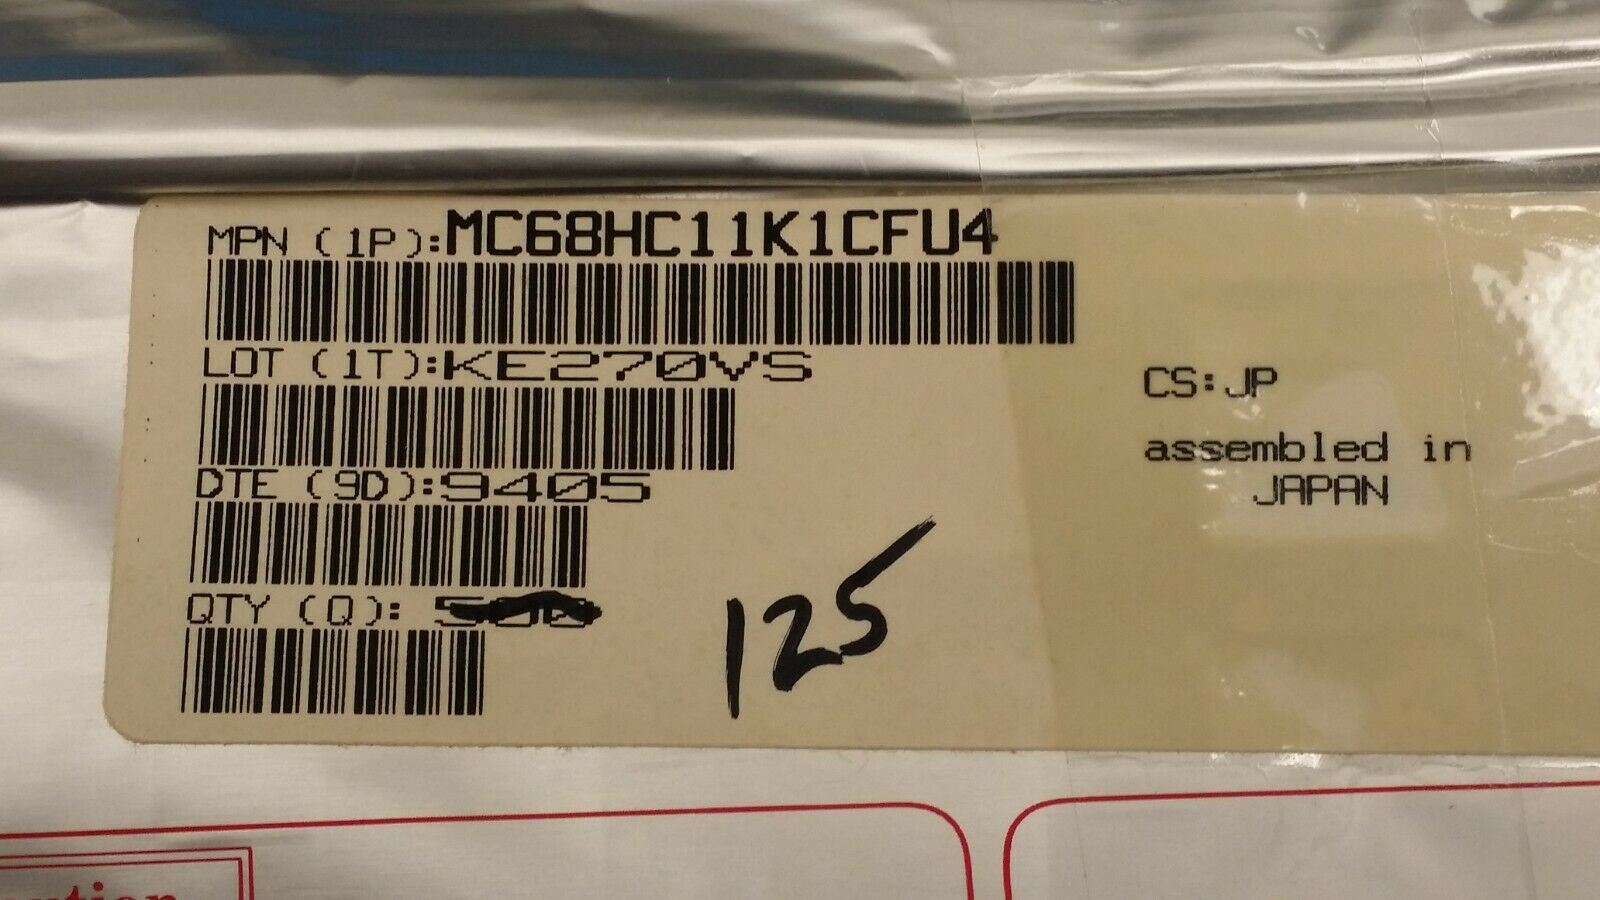 MPN (1P):MC68HC11K1CFU4
LOT (1T):KE270VS
DTE (9D):9405
QTY (Q): 500
125
CS:JP
assembled in
JAPAN